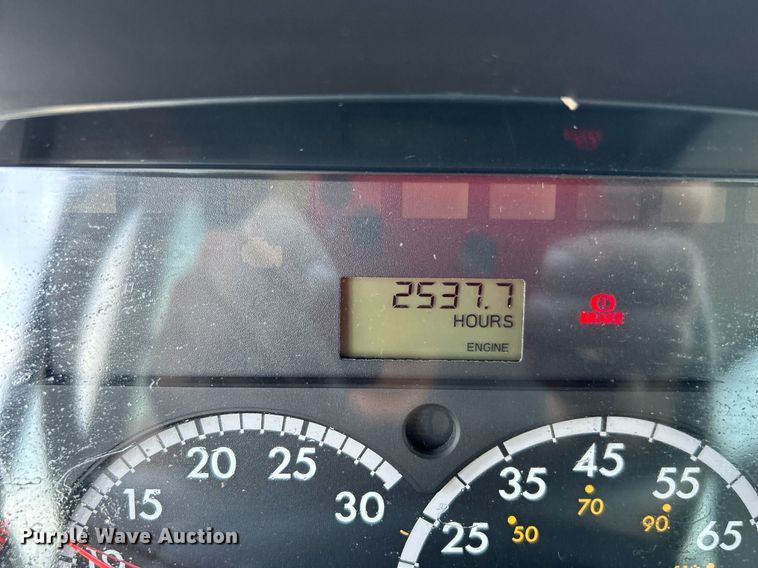 2537.7
HOURS
ENGINE
BRAKE
15 20 25 30
25 35 45 55 65
50 70 90
Purple Wave Auction